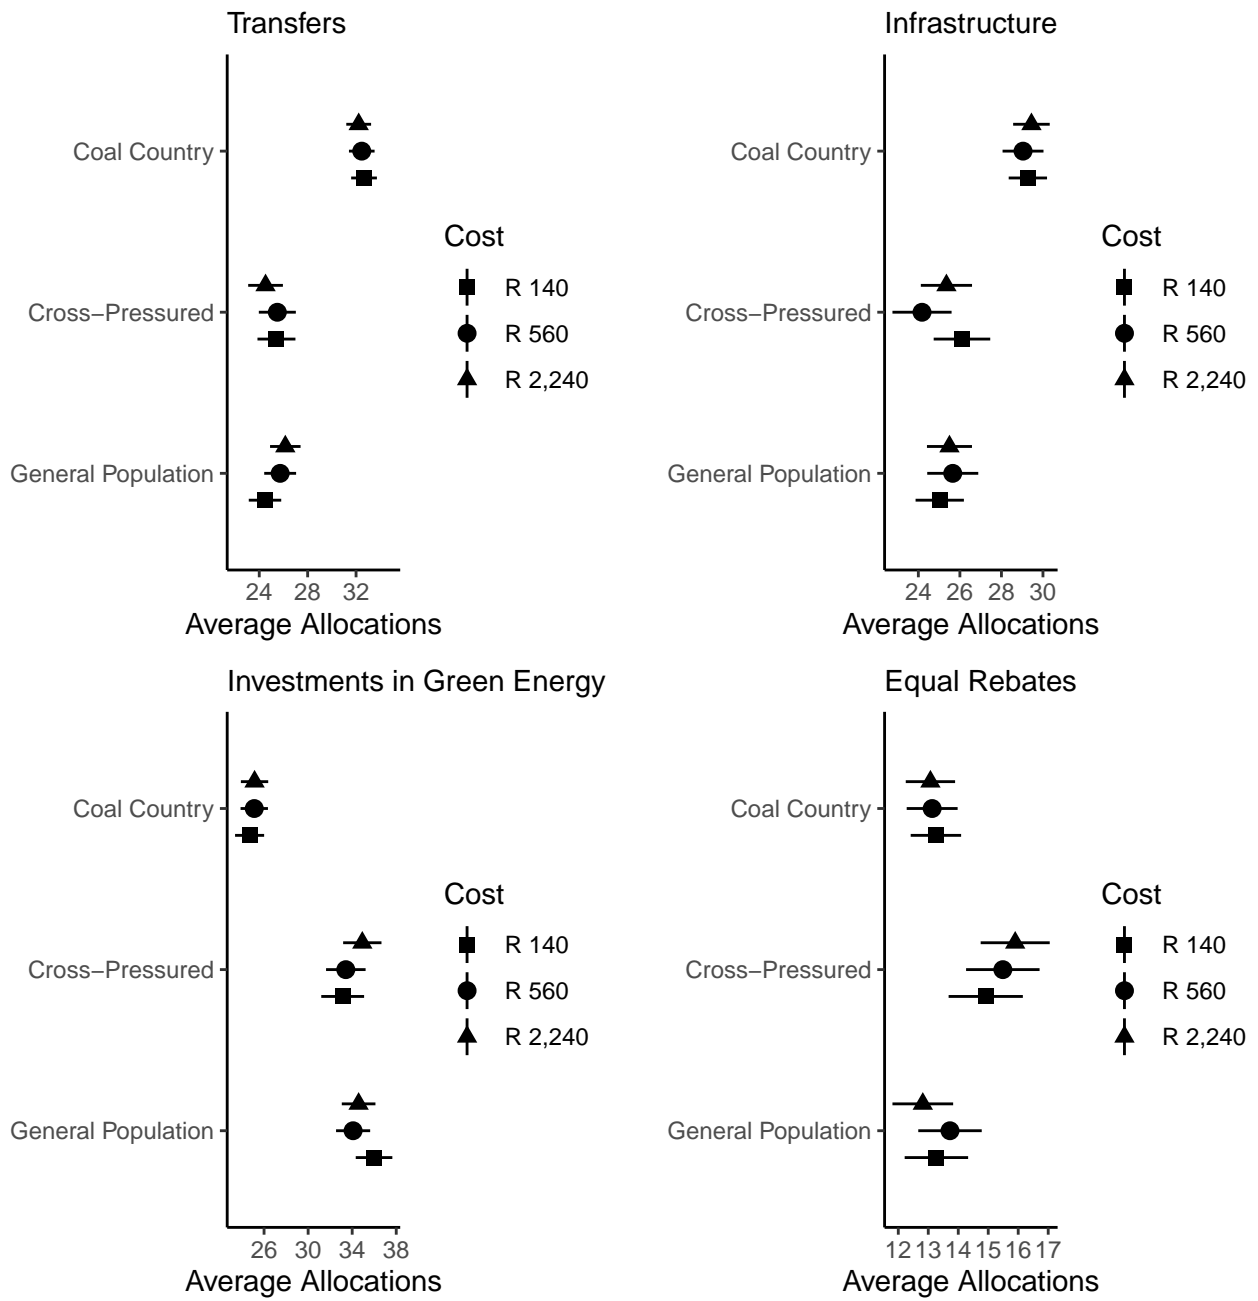 Transfers
Coal Country
Cross−Pressured
General Population
24 28 32
Average Allocations
Cost
R 140
R 560
R 2,240
Infrastructure
Coal Country
Cross−Pressured
General Population
24 26 28 30
Average Allocations
Cost
R 140
R 560
R 2,240
Investments in Green Energy
Coal Country
Cross−Pressured
General Population
26 30 34 38
Average Allocations
Cost
R 140
R 560
R 2,240
Equal Rebates
Coal Country
Cross−Pressured
General Population
12 13 14 15 16 17
Average Allocations
Cost
R 140
R 560
R 2,240